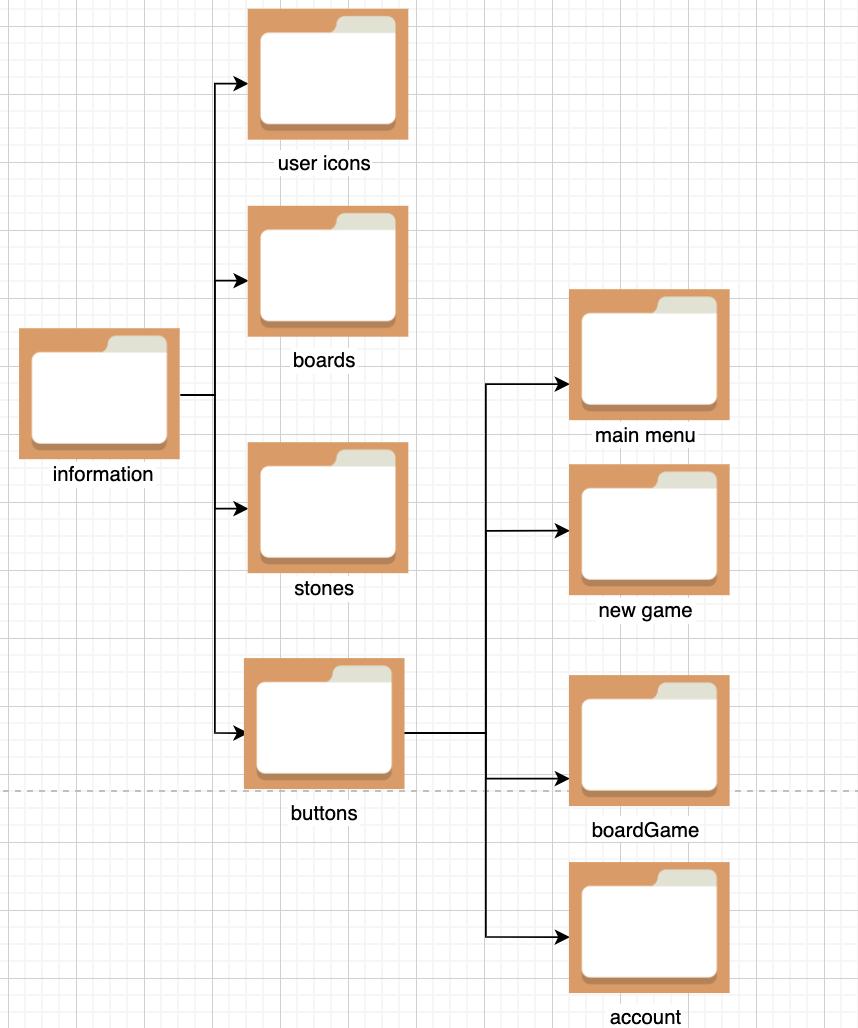 user icons
boards
information
stones
buttons
main menu
new game
boardGame
account